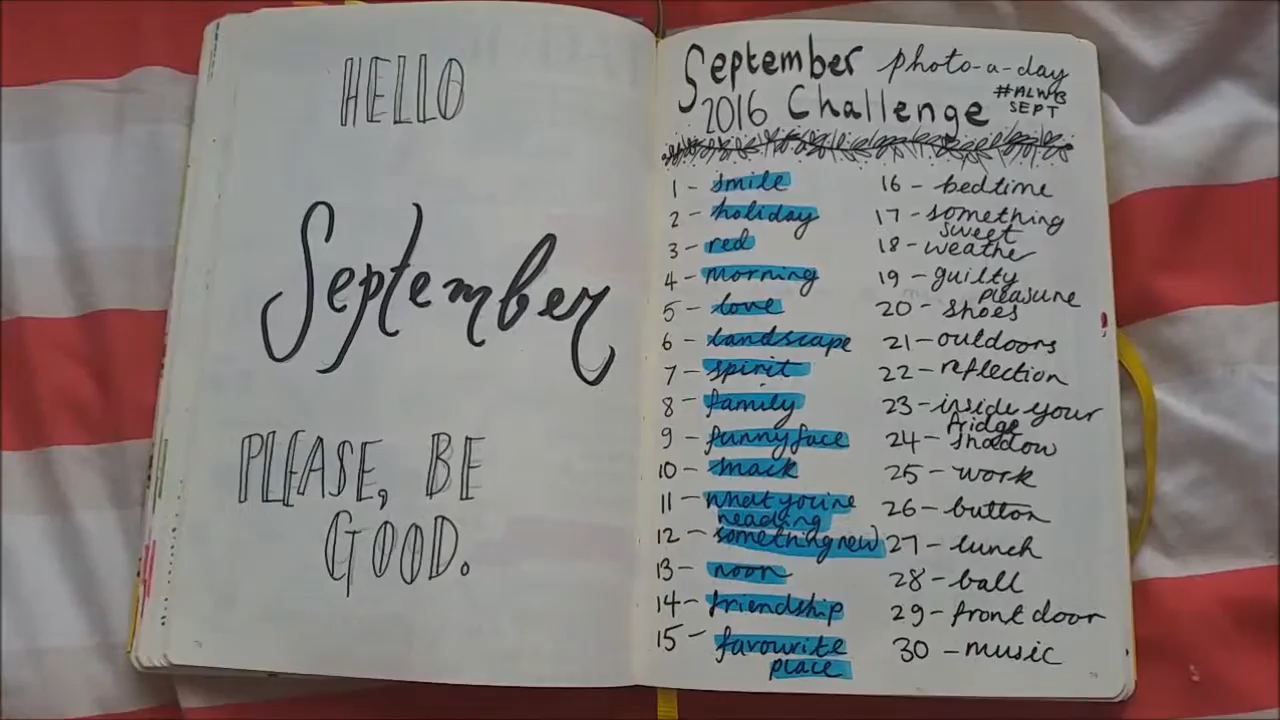 HELLO
September
PLEASE, BE
GOOD.
September photo-a-day
2016 Challenge #ALWB
SEPT
1 - smile
2 - holiday
3 - red
4 - morning
5 - love
6 - landscape
7 - spirit
8 - family
9 - funny face
10 - snack
11 - what you're
reading
12 - something new
13 - noon
14 - friendship
15 - favourite
place
16 - bedtime
17 - something
sweet
18 - weather
19 - guilty
pleasure
20 - shoes
21 - outdoors
22 - reflection
23 - inside your
fridge
24 - shadow
25 - work
26 - button
27 - lunch
28 - ball
29 - front door
30 - music